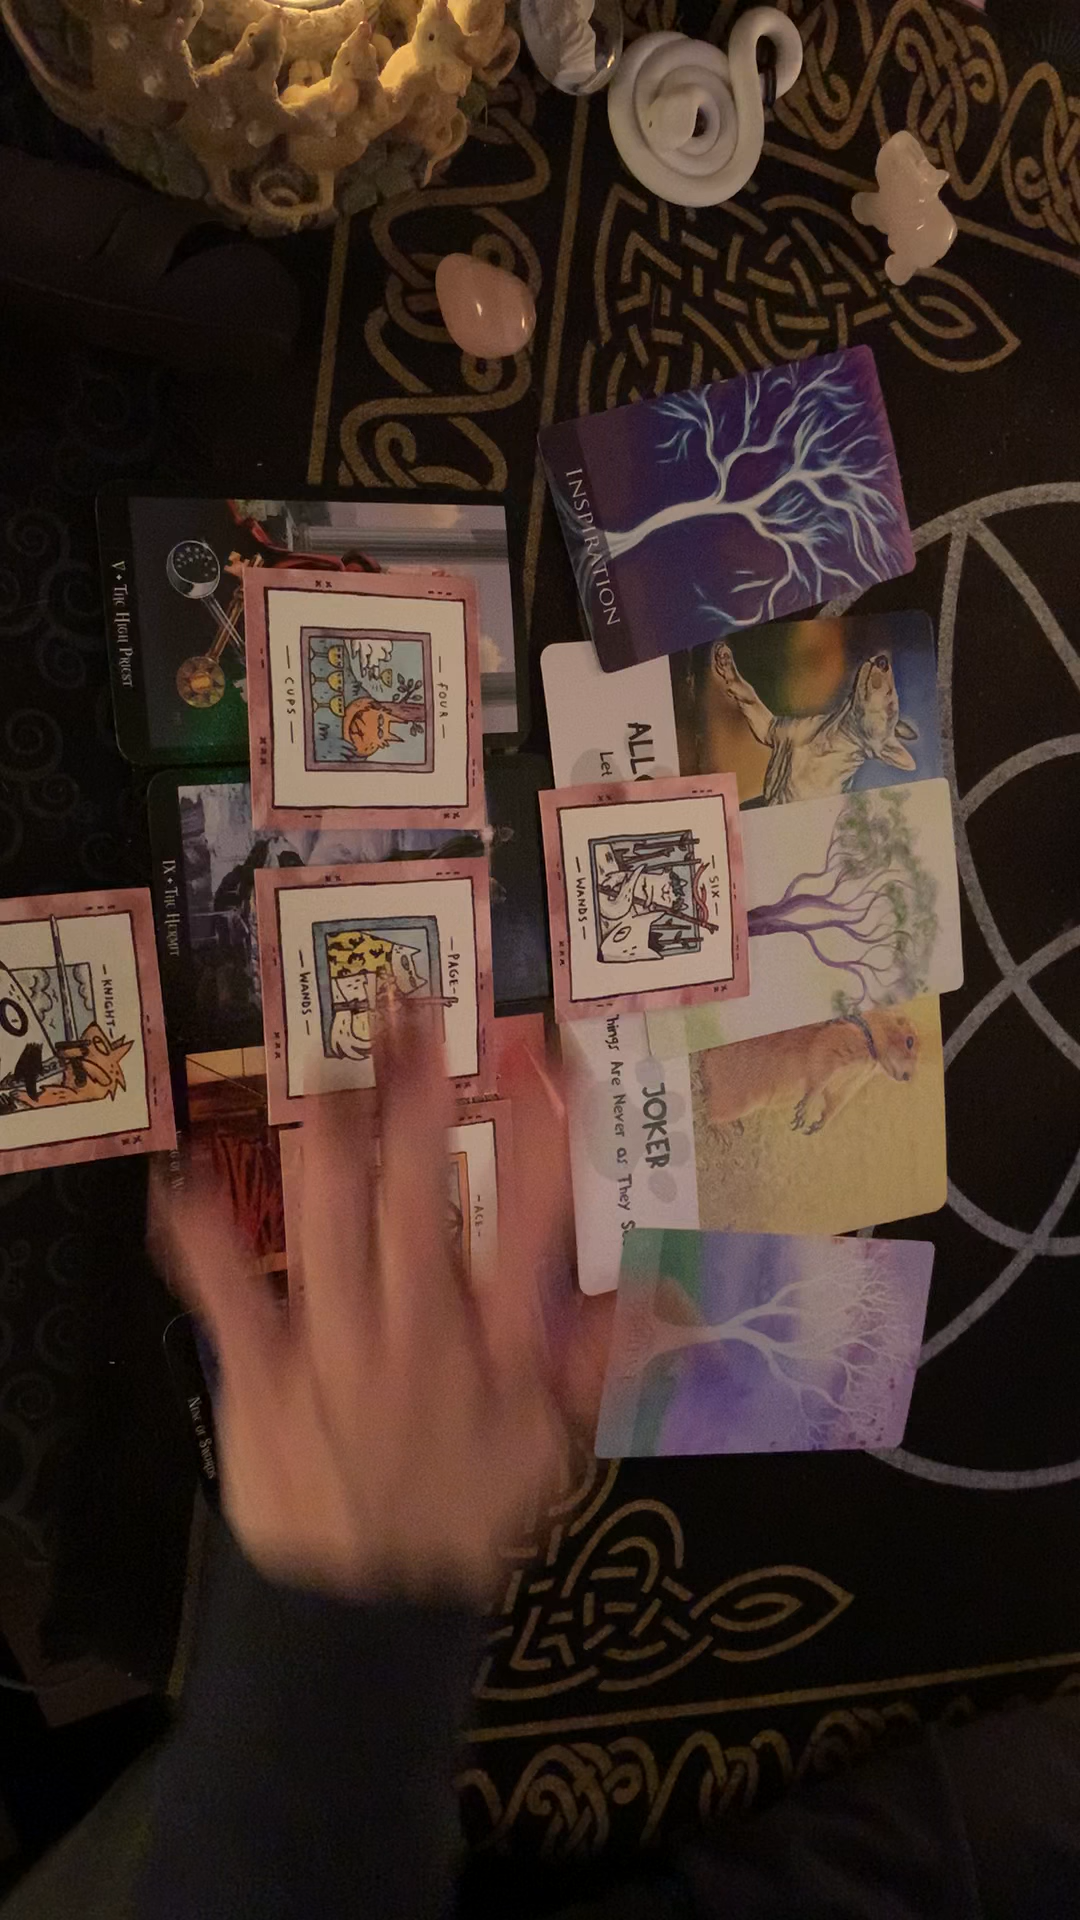 INSPIRATION
V • The High Priest
— FOUR —
— CUPS —
ALL
Let
IX • The Hermit
— SIX —
— WANDS —
— PAGE —
— WANDS —
— KNIGHT —
JOKER
Things Are Never as They
— ACE —
Nine of Swords